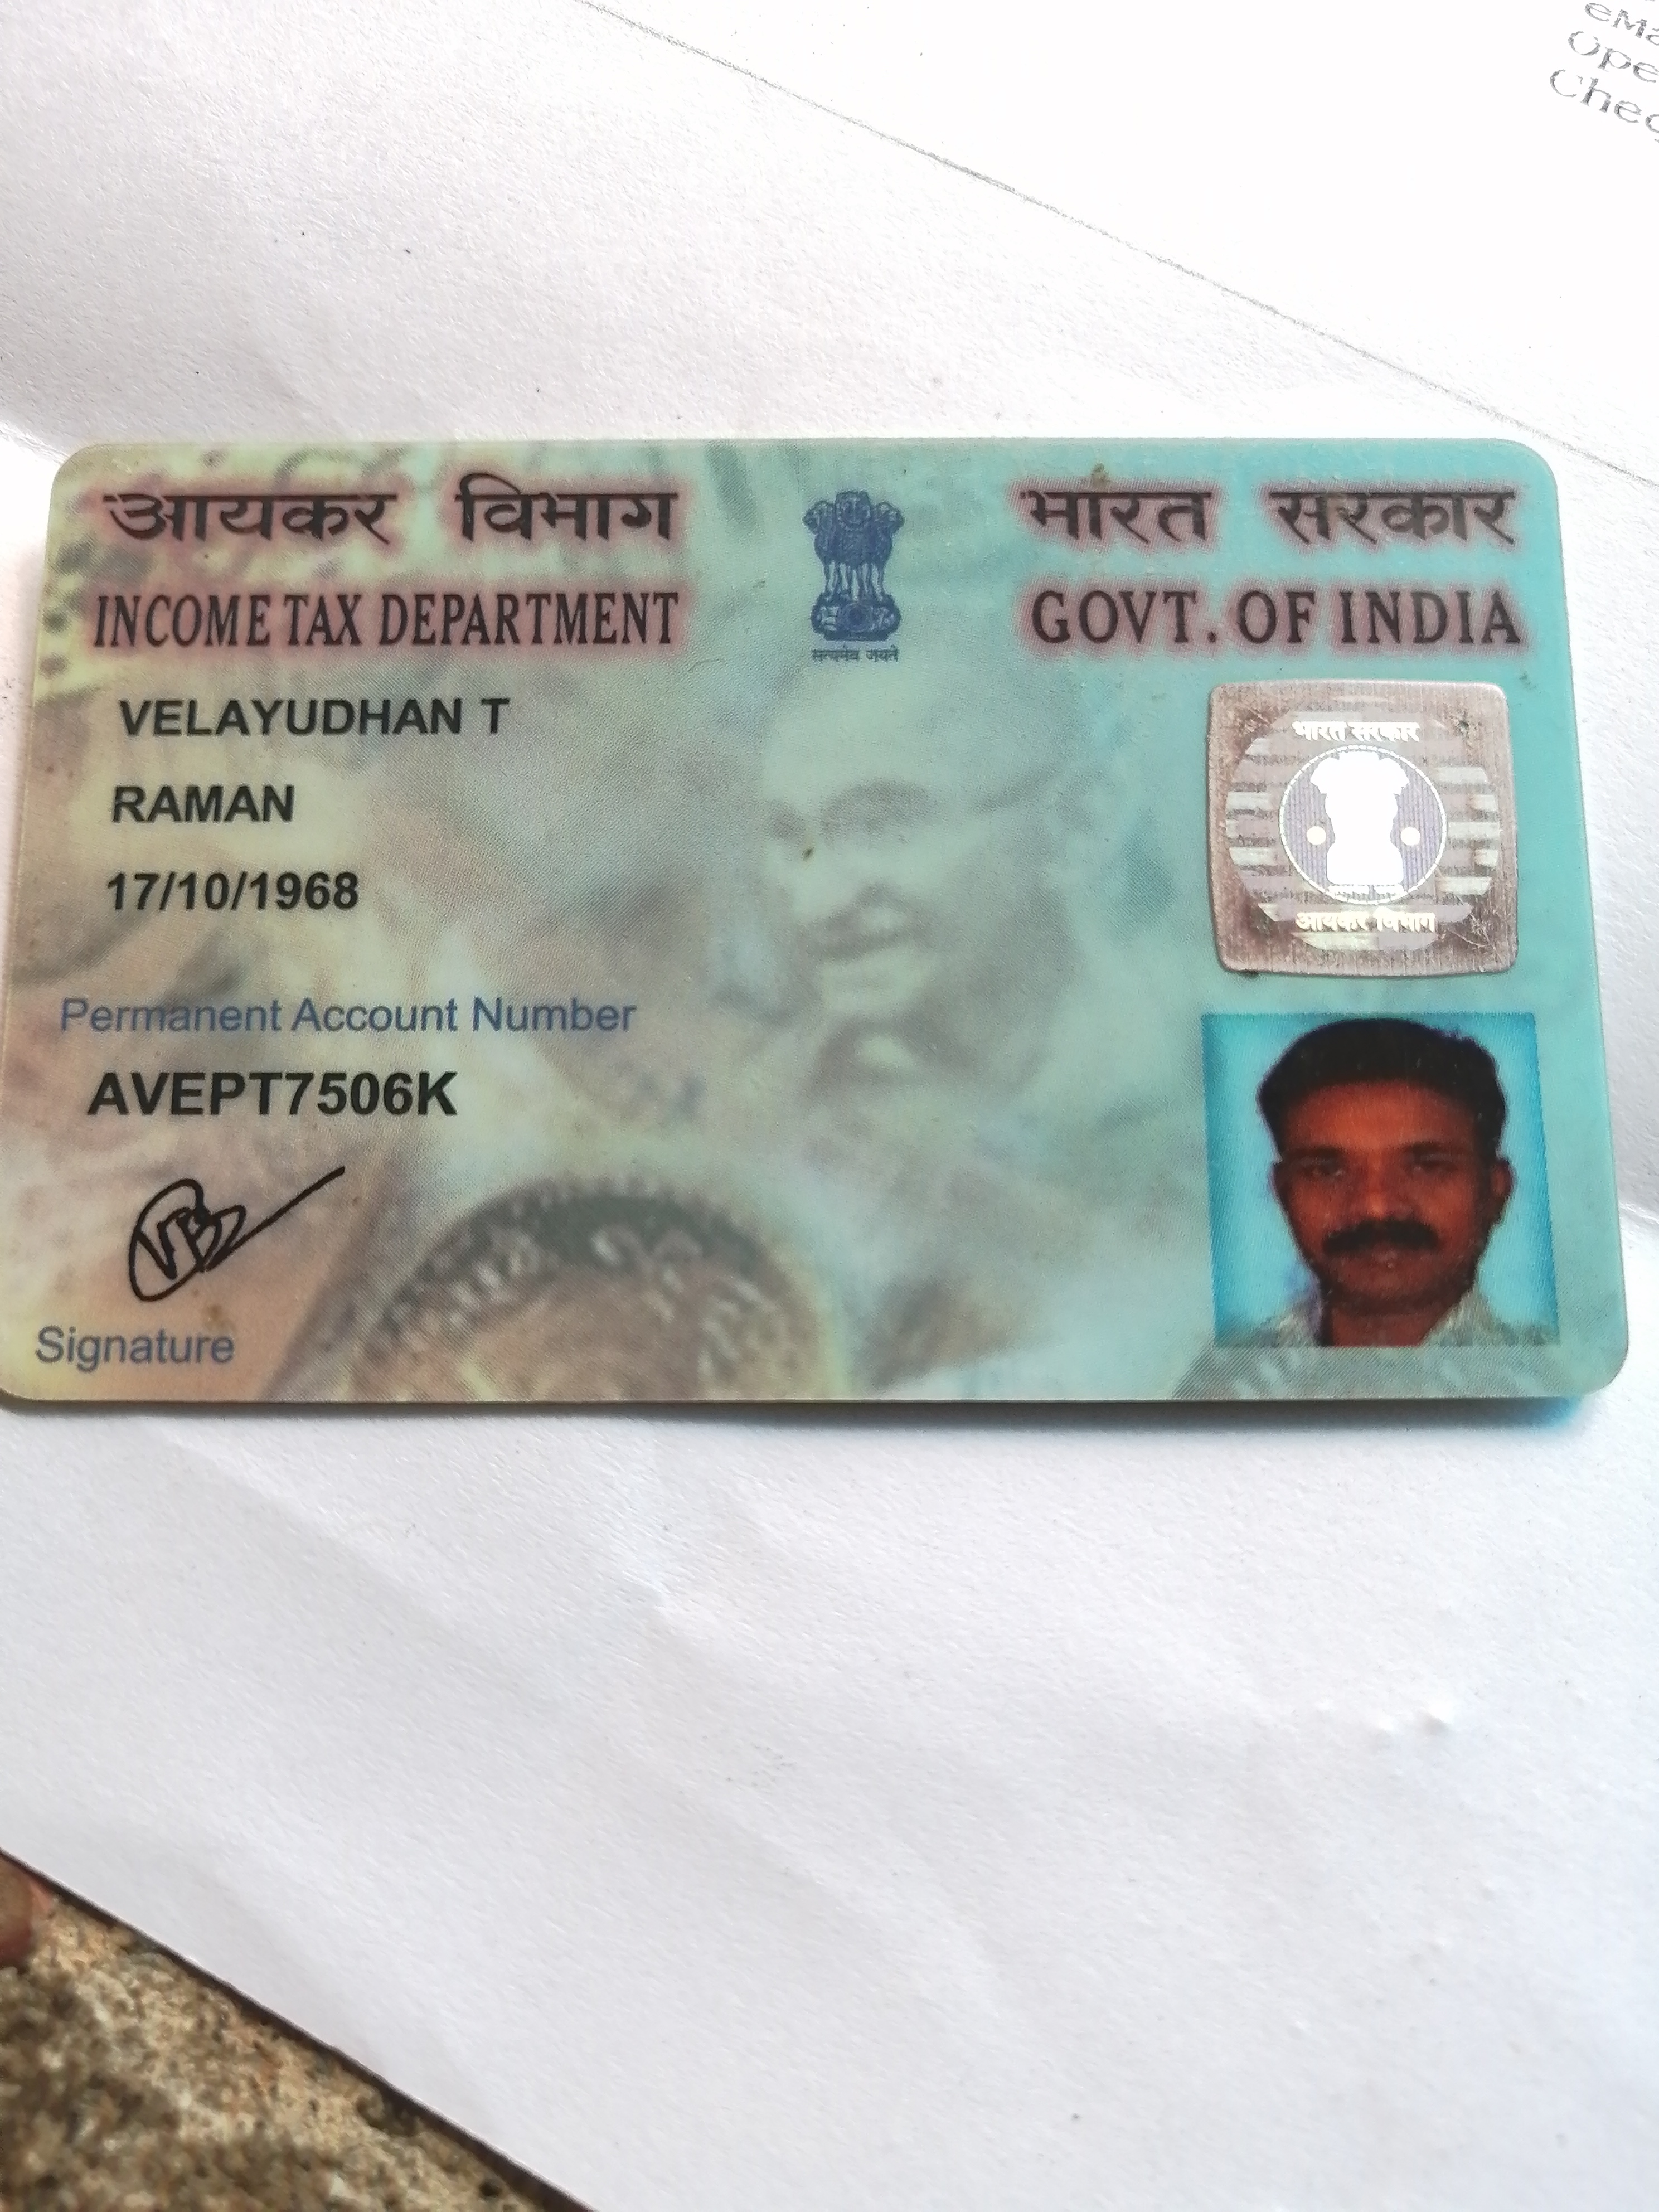 eMa
Ope
Chec
आयकर विभाग
भारत सरकार
INCOME TAX DEPARTMENT
GOVT. OF INDIA
सत्यमेव जयते
VELAYUDHAN T
RAMAN
17/10/1968
भारत सरकार
आयकर विभाग
Permanent Account Number
AVEPT7506K
Signature